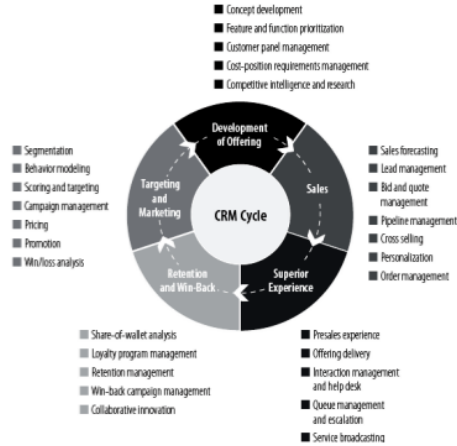 Concept development
Feature and function prioritization
Customer panel management
Cost-position requirements management
Competitive intelligence and research
Development
of Offering
Segmentation
Behavior modeling
Scoring and targeting
Campaign management
Pricing
Promotion
Win/loss analysis
Targeting
and
Marketing
CRM Cycle
Sales
Sales forecasting
Lead management
Bid and quote
management
Pipeline management
Cross selling
Personalization
Order management
Retention
and Win-Back
Superior
Experience
Share-of-wallet analysis
Loyalty program management
Retention management
Win-back campaign management
Collaborative innovation
Presales experience
Offering delivery
Interaction management
and help desk
Queue management
and escalation
Service broadcasting